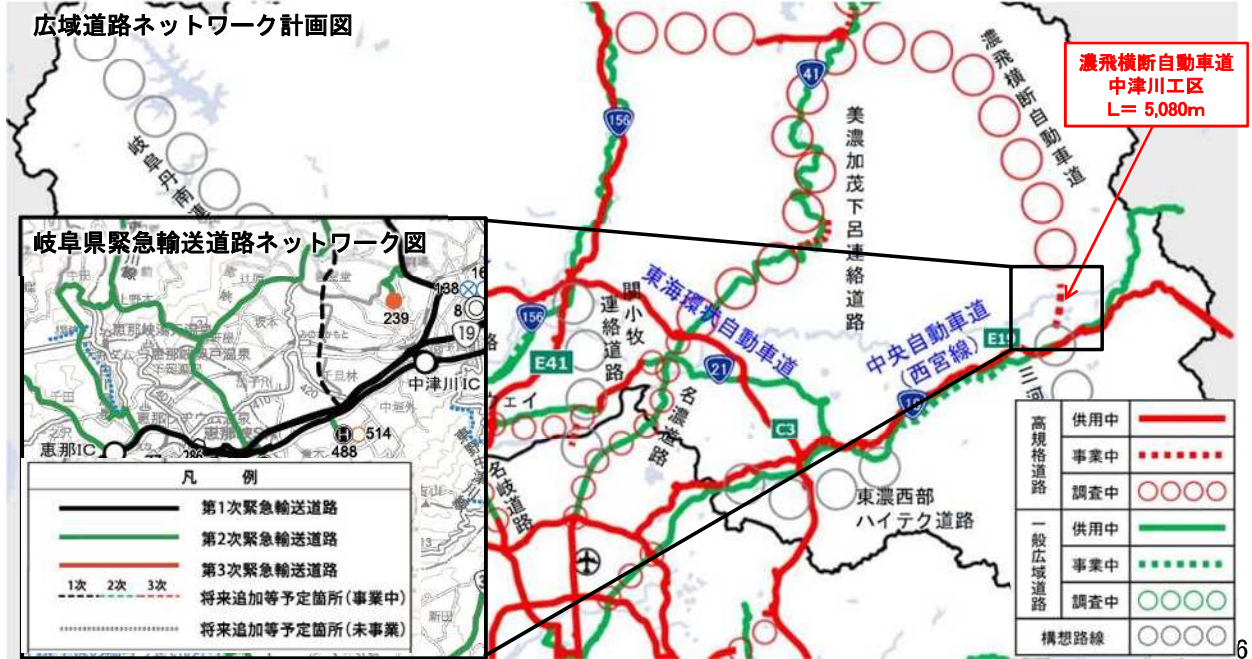 広域道路ネットワーク計画図
濃飛横断自動車道
中津川工区
L= 5,080m
41
156
濃飛横断自動車道
美濃加茂下呂連絡道路
岐阜県緊急輸送道路ネットワーク図
239
138
19
中津川IC
恵那IC
514
488
千旦林
坂本
中田
凡 例
第1次緊急輸送道路
第2次緊急輸送道路
第3次緊急輸送道路
1次 2次 3次
将来追加等予定箇所(事業中)
将来追加等予定箇所(未事業)
156
E41
関小牧
連絡道路
東海環状自動車道
21
名濃道路
C3
名岐道路
中央自動車道
(西宮線)
E19
19
東濃西部
ハイテク道路
高規格道路
供用中
事業中
調査中
一般広域道路
供用中
事業中
調査中
構想路線
6